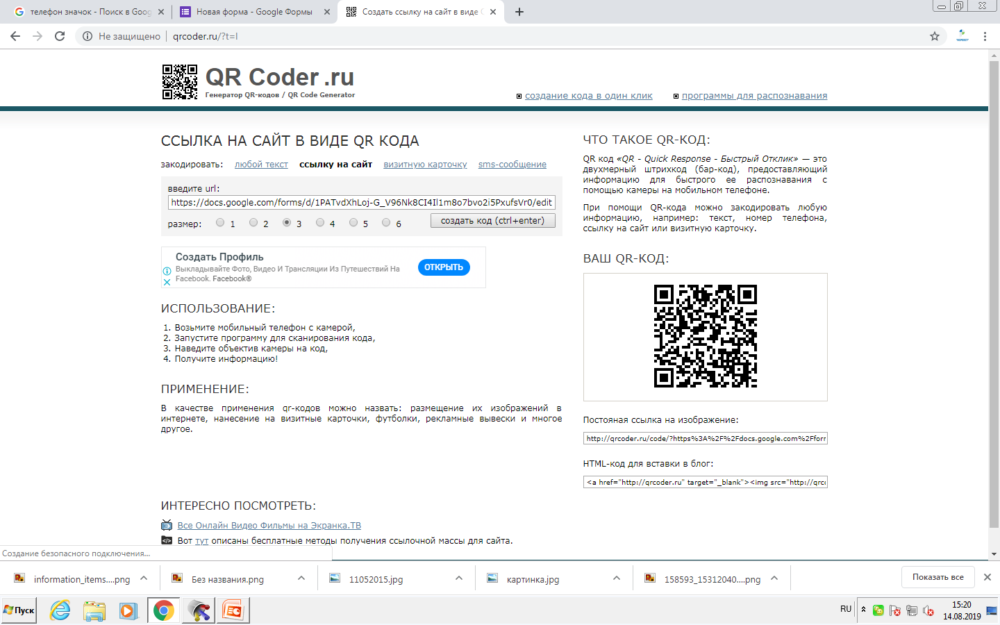 телефон значок - Поиск в Goog
Новая форма - Google Формы
Создать ссылку на сайт в виде
Не защищено
qrcoder.ru/?t=l
QR Coder .ru
Генератор QR-кодов / QR Code Generator
создание кода в один клик
программы для распознавания
ССЫЛКА НА САЙТ В ВИДЕ QR КОДА
закодировать: любой текст ссылку на сайт визитную карточку sms-сообщение
введите url:
https://docs.google.com/forms/d/1PATvdXhLoj-G_V96Nk8CI4Il1m8o7bvo2i5PxufsVr0/edit
размер: 1 2 3 4 5 6 создать код (ctrl+enter)
Создать Профиль
Выкладывайте Фото, Видео И Трансляции Из Путешествий На
Facebook. Facebook®
ОТКРЫТЬ
ИСПОЛЬЗОВАНИЕ:
1. Возьмите мобильный телефон с камерой,
2. Запустите программу для сканирования кода,
3. Наведите объектив камеры на код,
4. Получите информацию!
ПРИМЕНЕНИЕ:
В качестве применения qr-кодов можно назвать: размещение их изображений в
интернете, нанесение на визитные карточки, футболки, рекламные вывески и многое
другое.
ИНТЕРЕСНО ПОСМОТРЕТЬ:
Все Онлайн Видео Фильмы на Экранка.ТВ
Вот тут описаны бесплатные методы получения ссылочной массы для сайта.
ЧТО ТАКОЕ QR-КОД:
QR код «QR - Quick Response - Быстрый Отклик» — это
двухмерный штрихкод (бар-код), предоставляющий
информацию для быстрого ее распознавания с
помощью камеры на мобильном телефоне.
При помощи QR-кода можно закодировать любую
информацию, например: текст, номер телефона,
ссылку на сайт или визитную карточку.
ВАШ QR-КОД:
Постояная ссылка на изображение:
http://qrcoder.ru/code/?https%3A%2F%2Fdocs.google.com%2Fforr
HTML-код для вставки в блог:
<a href="http://qrcoder.ru" target="_blank"><img src="http://qrc
Создание безопасного подключения...
information_items....png
Без названия.png
11052015.jpg
картинка.jpg
158593_15312040....png
Показать все
Пуск
RU
15:20
14.08.2019